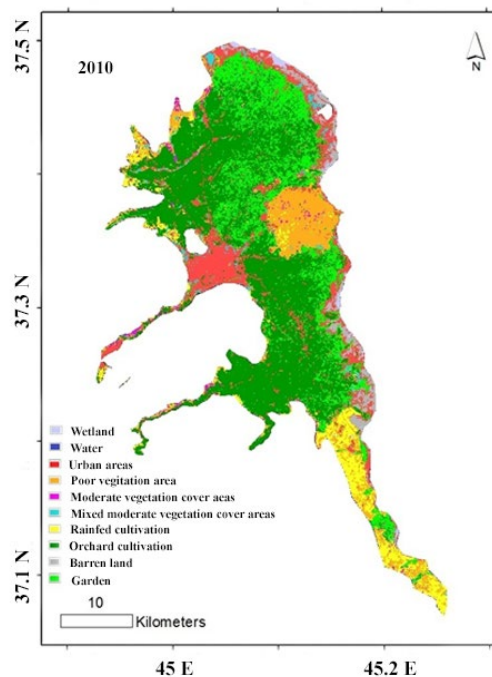 37.5 N
2010
N
37.3 N
Wetland
Water
Urban areas
Poor vegitation area
Moderate vegetation cover aeas
Mixed moderate vegetation cover areas
Rainfed cultivation
Orchard cultivation
Barren land
Garden
37.1 N
10
Kilometers
45 E
45.2 E